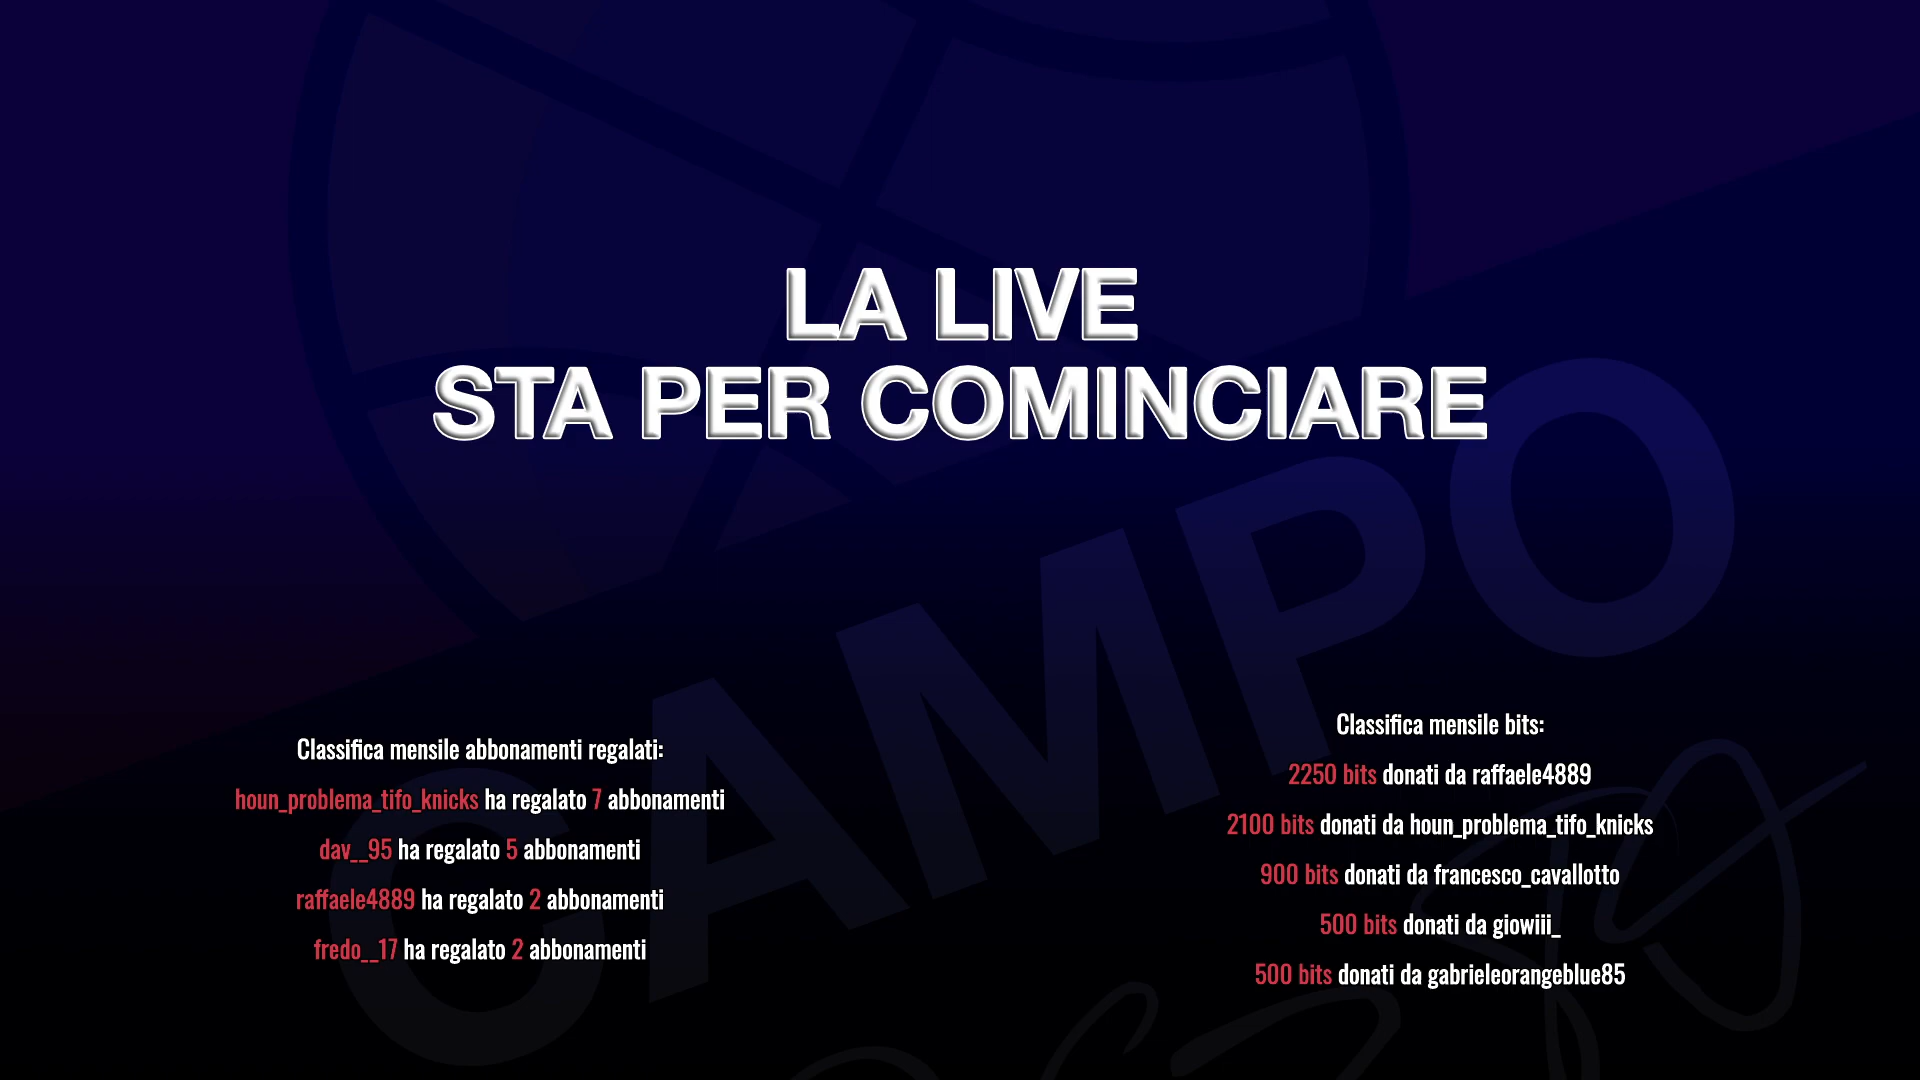 LA LIVE
STA PER COMINCIARE
CAMPO
Classifica mensile abbonamenti regalati:
houn_problema_tifo_knicks ha regalato 7 abbonamenti
dav__95 ha regalato 5 abbonamenti
raffaele4889 ha regalato 2 abbonamenti
fredo__17 ha regalato 2 abbonamenti
Classifica mensile bits:
2250 bits donati da raffaele4889
2100 bits donati da houn_problema_tifo_knicks
900 bits donati da francesco_cavallotto
500 bits donati da giowiii_
500 bits donati da gabrieleorangeblue85